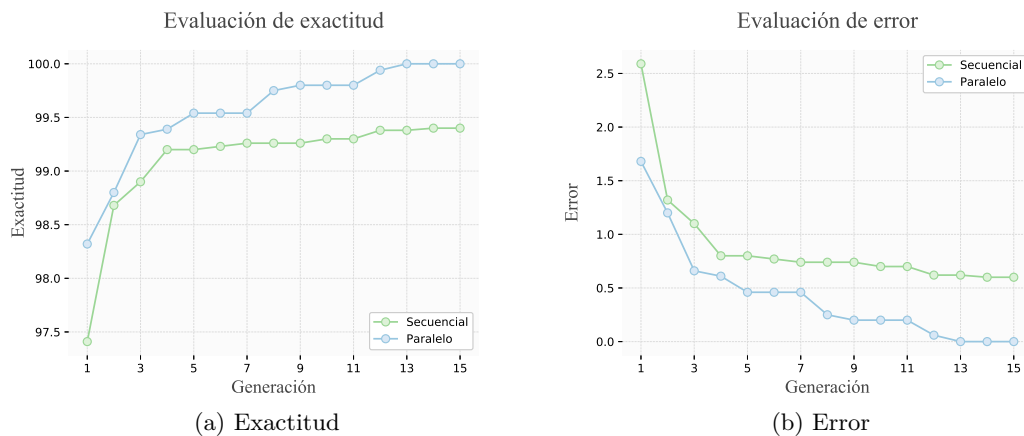 Evaluación de exactitud
100.0
99.5
99.0
98.5
98.0
97.5
Exactitud
1 3 5 7 9 11 13 15
Generación
Secuencial
Paralelo
(a) Exactitud
Evaluación de error
2.5
2.0
1.5
1.0
0.5
0.0
Error
1 3 5 7 9 11 13 15
Generación
Secuencial
Paralelo
(b) Error